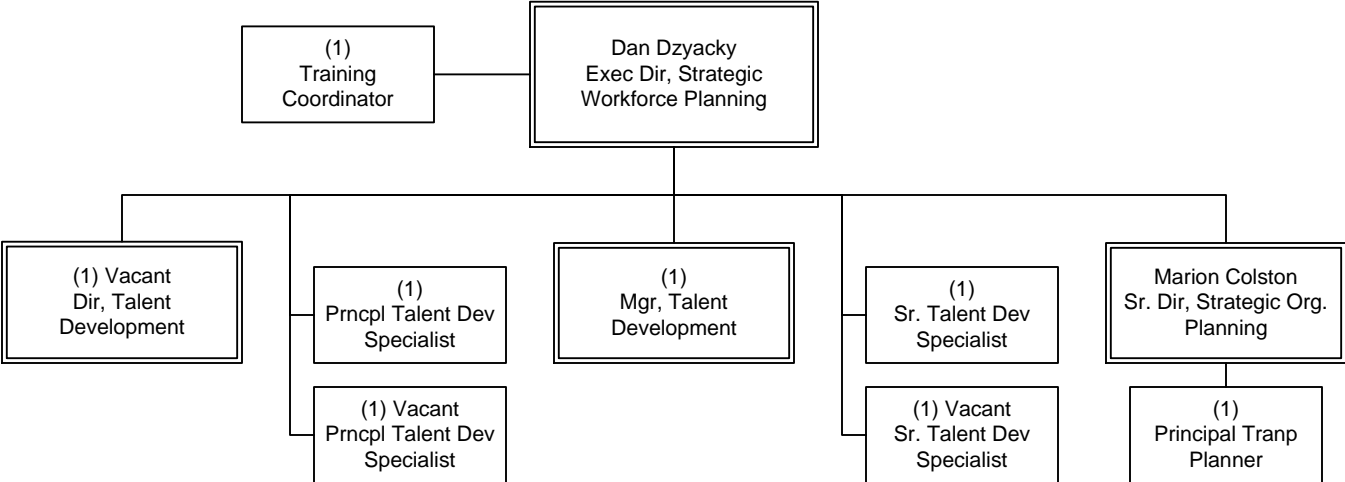 (1)
Training
Coordinator
Dan Dzyacky
Exec Dir, Strategic
Workforce Planning
(1) Vacant
Dir, Talent
Development
(1)
Prncpl Talent Dev
Specialist
(1)
Mgr, Talent
Development
(1)
Sr. Talent Dev
Specialist
Marion Colston
Sr. Dir, Strategic Org.
Planning
(1) Vacant
Prncpl Talent Dev
Specialist
(1) Vacant
Sr. Talent Dev
Specialist
(1)
Principal Tranp
Planner